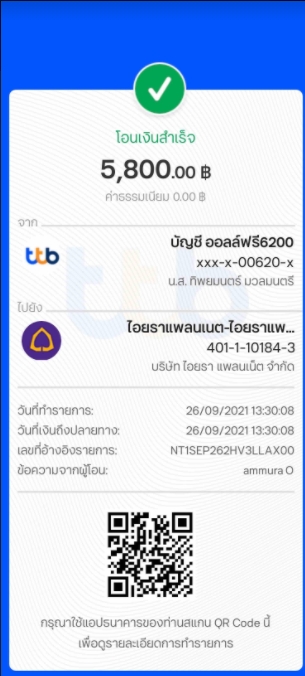 โอนเงินสำเร็จ
5,800.00 ฿
ค่าธรรมเนียม 0.00 ฿
จาก
ttb
บัญชี ออลล์ฟรี6200
xxx-x-00620-x
น.ส. ทิพยมนตร์ มวลมนตรี
ไปยัง
ไอยราแพลนเนต-ไอยราแพ...
401-1-10184-3
บริษัท ไอยรา แพลนเน็ต จำกัด
วันที่ทำรายการ: 26/09/2021 13:30:08
วันที่เงินถึงปลายทาง: 26/09/2021 13:30:08
เลขที่อ้างอิงรายการ: NT1SEP262HV3LLAX00
ข้อความจากผู้โอน: ammura O
กรุณาใช้แอปธนาคารของท่านสแกน QR Code นี้
เพื่อดูรายละเอียดการทำรายการ